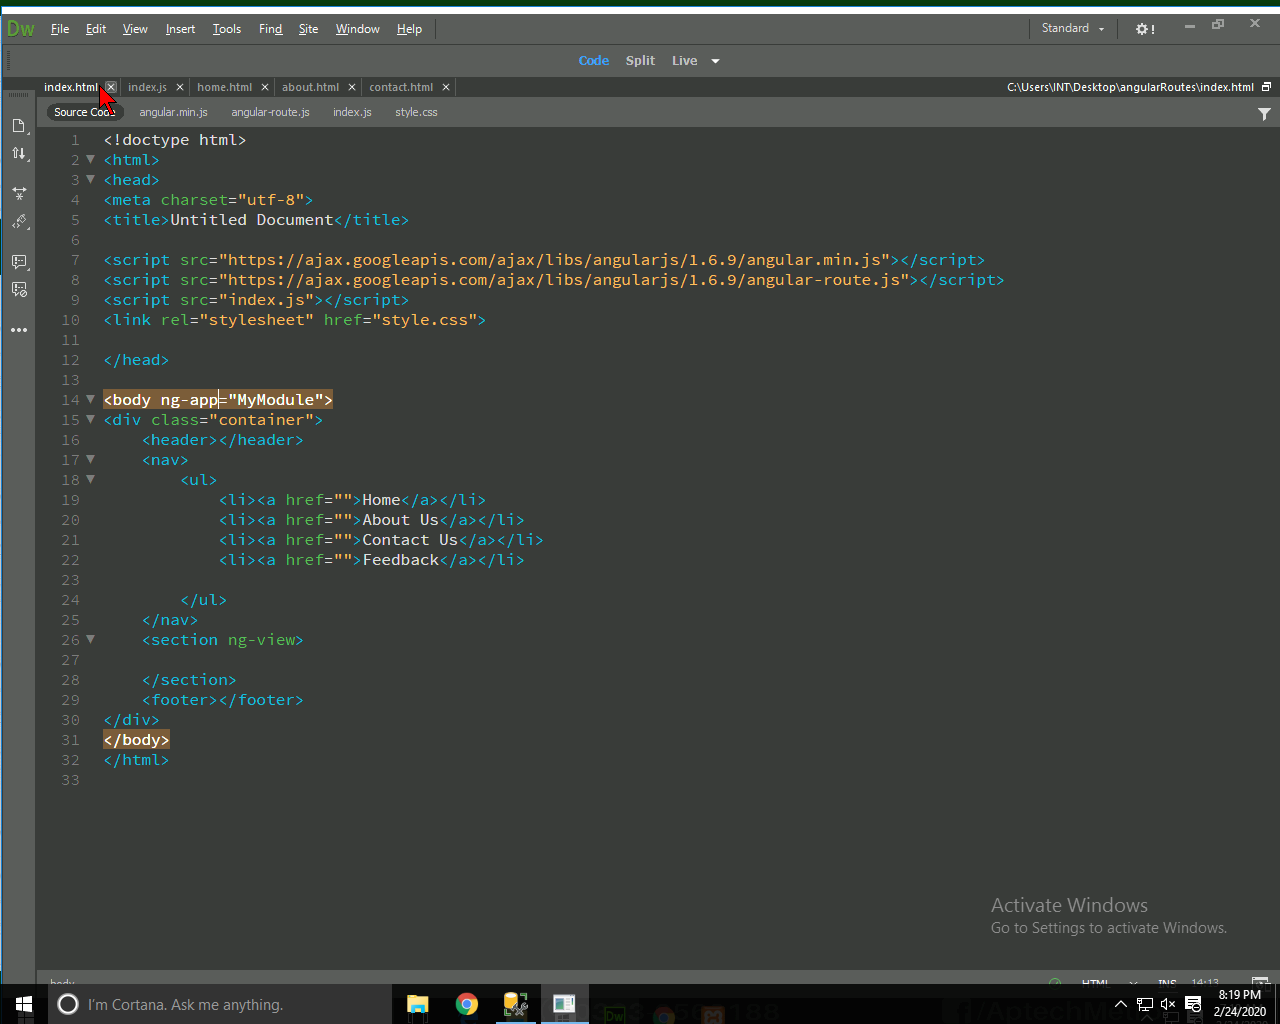 Dw File Edit View Insert Tools Find Site Window Help Standard
Code Split Live
index.html index.js home.html about.html contact.html C:\Users\INT\Desktop\angularRoutes\index.html
Source Code angular.min.js angular-route.js index.js style.css
1 <!doctype html>
2 <html>
3 <head>
4 <meta charset="utf-8">
5 <title>Untitled Document</title>
6
7 <script src="https://ajax.googleapis.com/ajax/libs/angularjs/1.6.9/angular.min.js"></script>
8 <script src="https://ajax.googleapis.com/ajax/libs/angularjs/1.6.9/angular-route.js"></script>
9 <script src="index.js"></script>
10 <link rel="stylesheet" href="style.css">
11
12 </head>
13
14 <body ng-app="MyModule">
15 <div class="container">
16 <header></header>
17 <nav>
18 <ul>
19 <li><a href="">Home</a></li>
20 <li><a href="">About Us</a></li>
21 <li><a href="">Contact Us</a></li>
22 <li><a href="">Feedback</a></li>
23
24 </ul>
25 </nav>
26 <section ng-view>
27
28 </section>
29 <footer></footer>
30 </div>
31 </body>
32 </html>
33
Activate Windows
Go to Settings to activate Windows.
body HTML INS 14:13
I'm Cortana. Ask me anything.
8:19 PM
2/24/2020